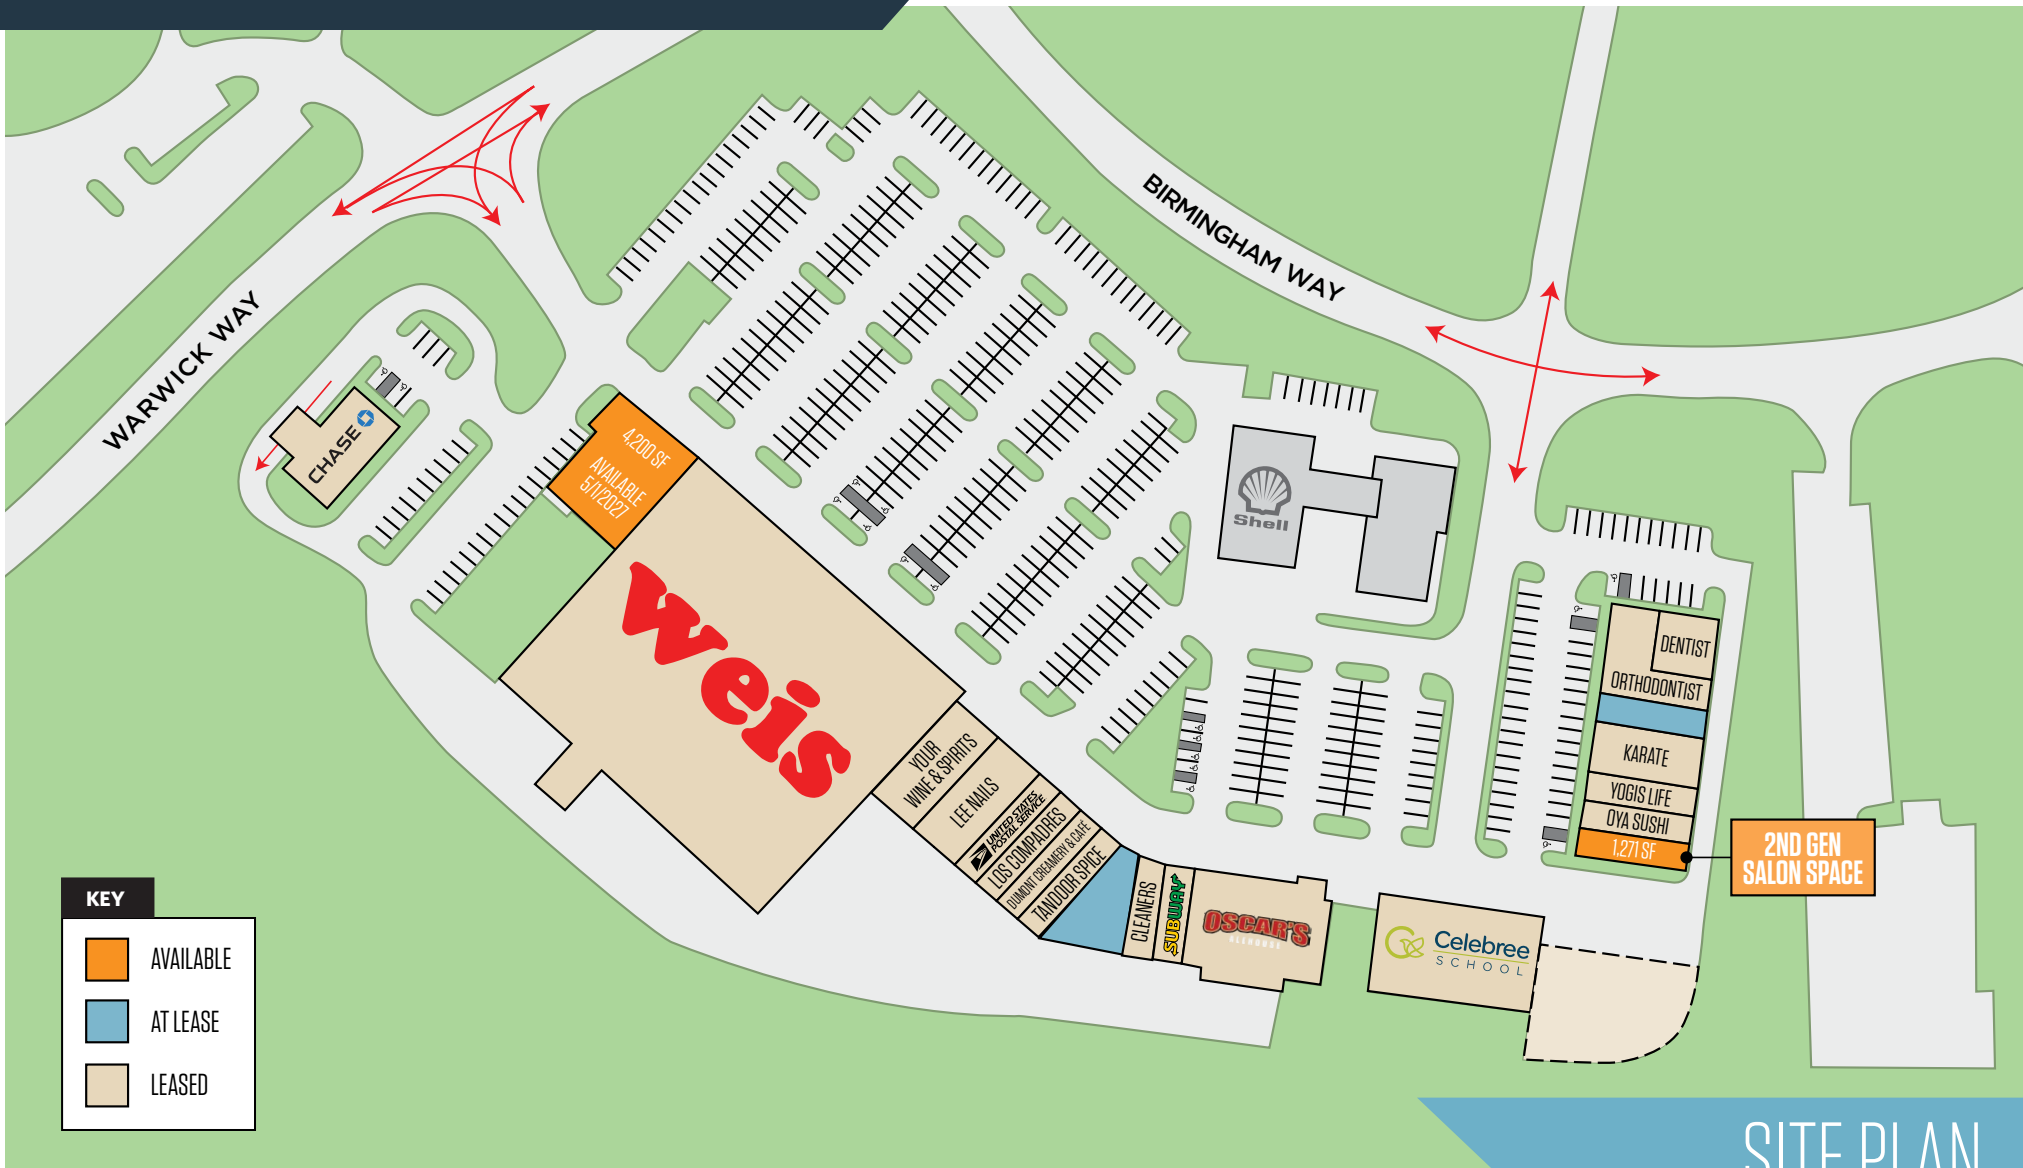 BIRMINGHAM WAY
WARWICK WAY
CHASE
4,200 SF
AVAILABLE
5/1/2027
weis
Shell
YOUR
WINE & SPIRITS
LEE NAILS
UNITED STATES
POSTAL SERVICE
LOS COMPADRES
DUMONT CREAMERY & CAFÉ
TANDOOR SPICE
CLEANERS
SUBWAY
OSCAR'S
ALEHOUSE
Celebree
SCHOOL
DENTIST
ORTHODONTIST
KARATE
YOGIS LIFE
OYA SUSHI
1,271 SF
2ND GEN
SALON SPACE
KEY
AVAILABLE
AT LEASE
LEASED
SITE PLAN